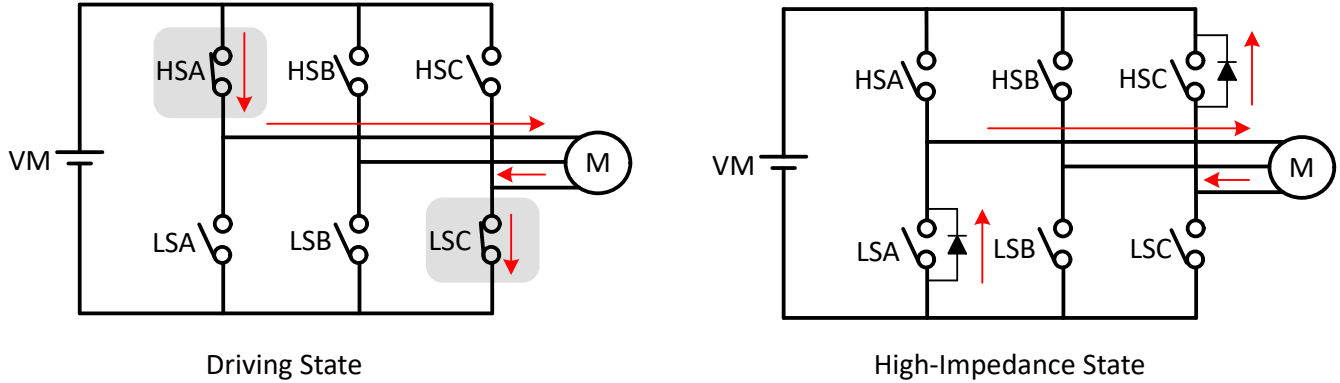 HSA HSB HSC
VM M
LSA LSB LSC
Driving State
HSA HSB HSC
VM M
LSA LSB LSC
High-Impedance State